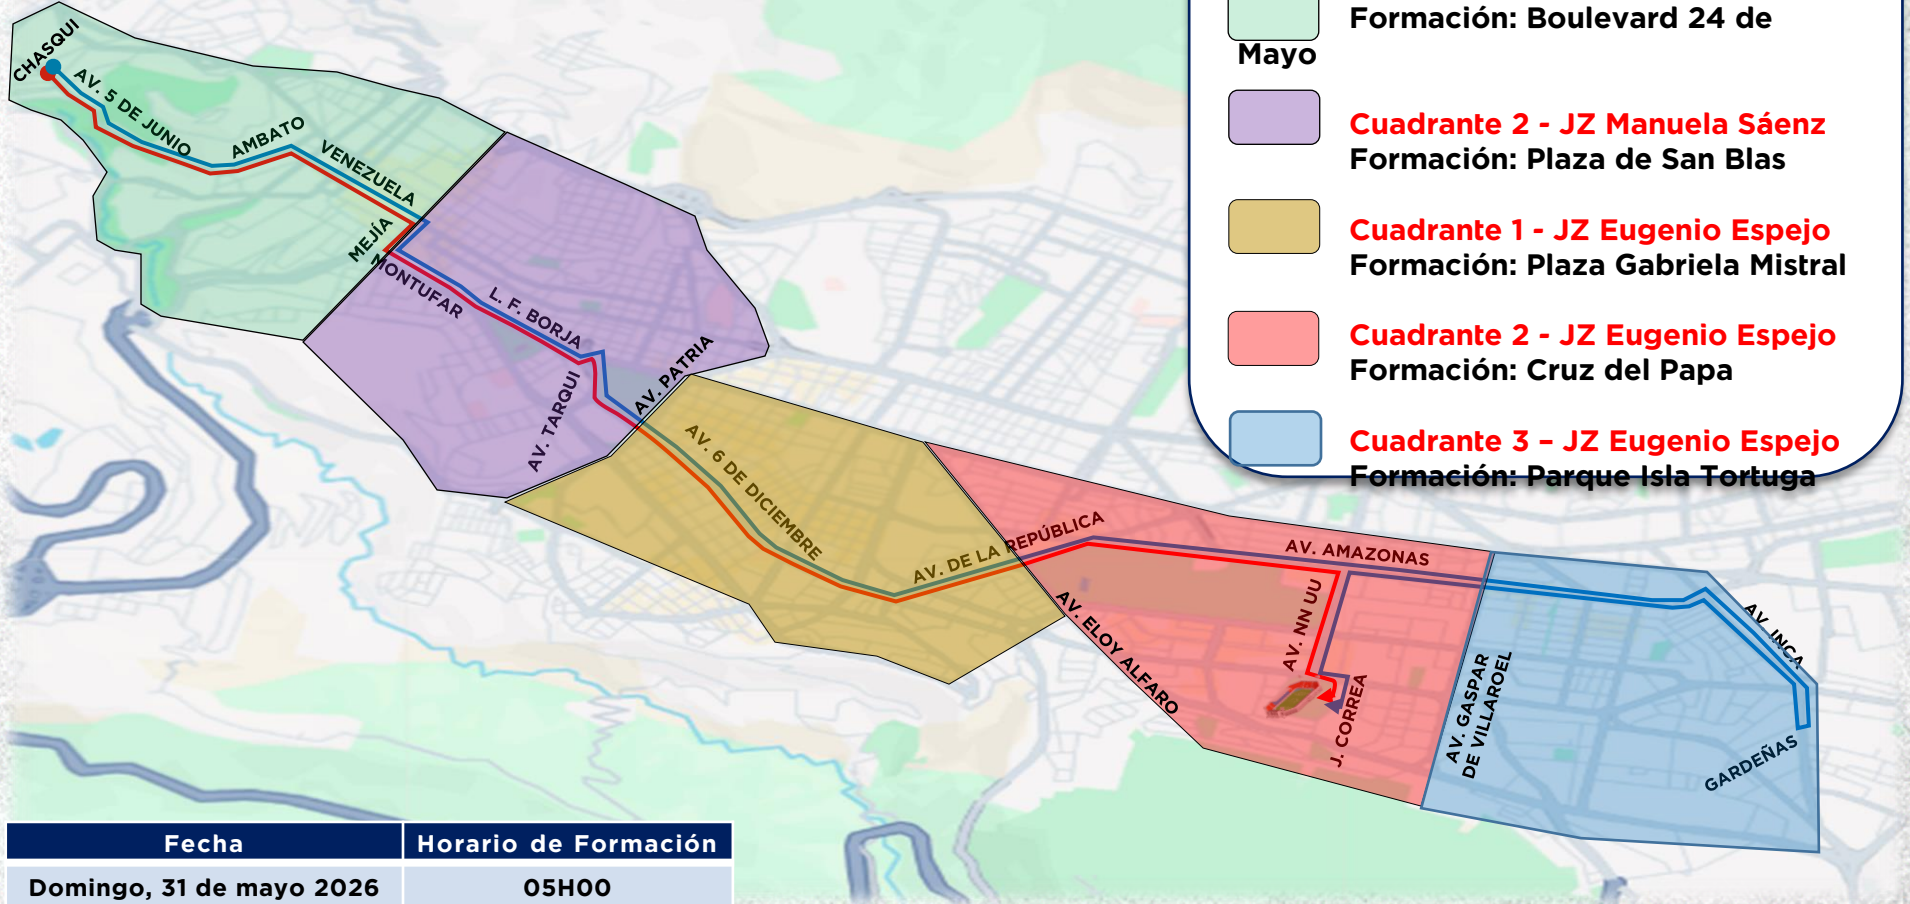 Formación: Boulevard 24 de
Mayo
Cuadrante 2 - JZ Manuela Sáenz
Formación: Plaza de San Blas
Cuadrante 1 - JZ Eugenio Espejo
Formación: Plaza Gabriela Mistral
Cuadrante 2 - JZ Eugenio Espejo
Formación: Cruz del Papa
Cuadrante 3 – JZ Eugenio Espejo
Formación: Parque Isla Tortuga
CHASQUI
AV. 5 DE JUNIO
AMBATO
VENEZUELA
MEJÍA
MONTUFAR
L. F. BORJA
AV. TARQUI
AV. PATRIA
AV. 6 DE DICIEMBRE
AV. DE LA REPÚBLICA
AV. ELOY ALFARO
AV. AMAZONAS
AV. NN UU
J. CORREA
AV. GASPAR
DE VILLAROEL
AV. INCA
GARDEÑAS
Fecha
Horario de Formación
Domingo, 31 de mayo 2026
05H00